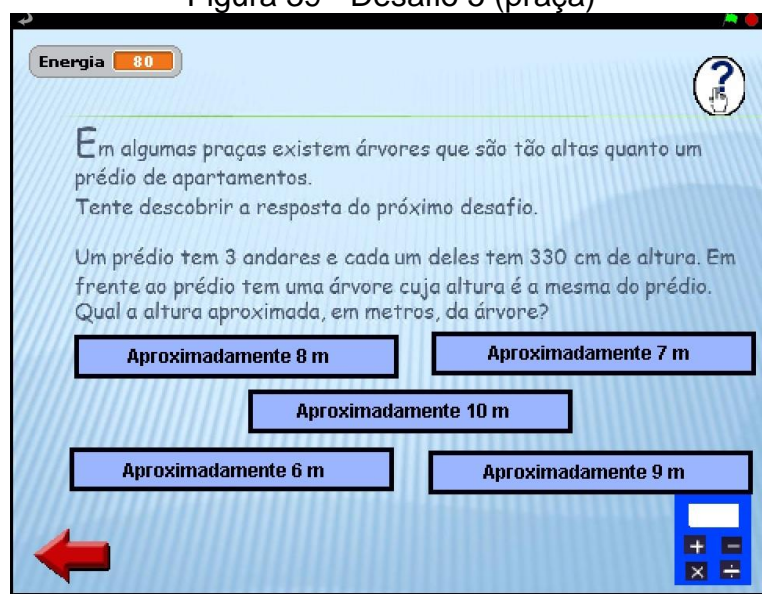 Energia 80
?
Em algumas praças existem árvores que são tão altas quanto um
prédio de apartamentos.
Tente descobrir a resposta do próximo desafio.
Um prédio tem 3 andares e cada um deles tem 330 cm de altura. Em
frente ao prédio tem uma árvore cuja altura é a mesma do prédio.
Qual a altura aproximada, em metros, da árvore?
Aproximadamente 8 m
Aproximadamente 7 m
Aproximadamente 10 m
Aproximadamente 6 m
Aproximadamente 9 m
+ −
× ÷